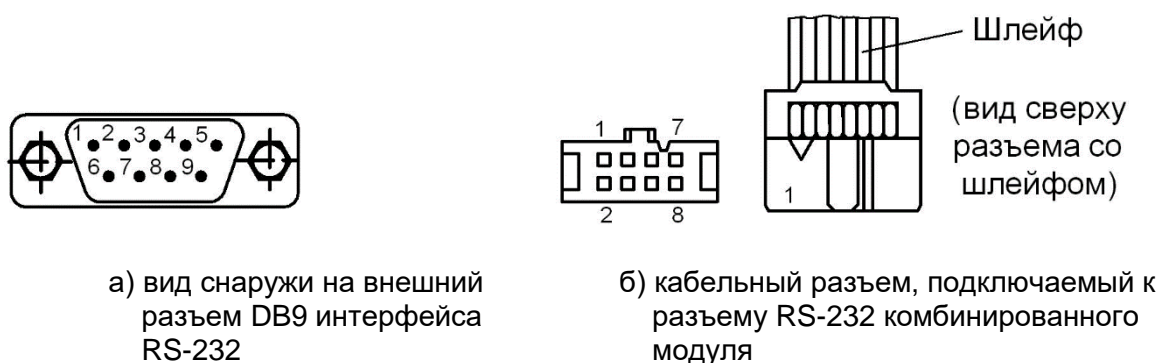 1 2 3 4 5
6 7 8 9
1 7
2 8
1
Шлейф
(вид сверху
разъема со
шлейфом)
а) вид снаружи на внешний
разъем DB9 интерфейса
RS-232
б) кабельный разъем, подключаемый к
разъему RS-232 комбинированного
модуля